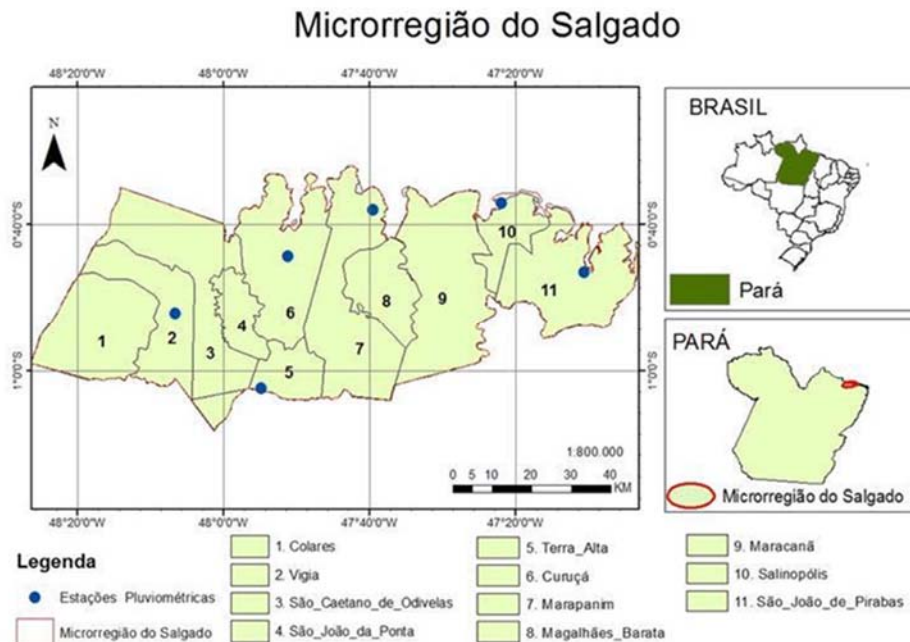 Microrregião do Salgado
48°20'0"W 48°0'0"W 47°40'0"W 47°20'0"W
N
0°40'0"S 0°40'0"S
1 2 3 4 5 6 7 8 9 10 11
1°0'0"S 1°0'0"S
1:800.000
0 5 10 20 30 40
KM
48°20'0"W 48°0'0"W 47°40'0"W 47°20'0"W
BRASIL
Pará
PARÁ
Microrregião do Salgado
Legenda
Estações Pluviométricas
Microrregião do Salgado
1. Colares
2. Vigia
3. São_Caetano_de_Odivelas
4. São_João_da_Ponta
5. Terra_Alta
6. Curuçá
7. Marapanim
8. Magalhães_Barata
9. Maracanã
10. Salinopólis
11. São_João_de_Pirabas